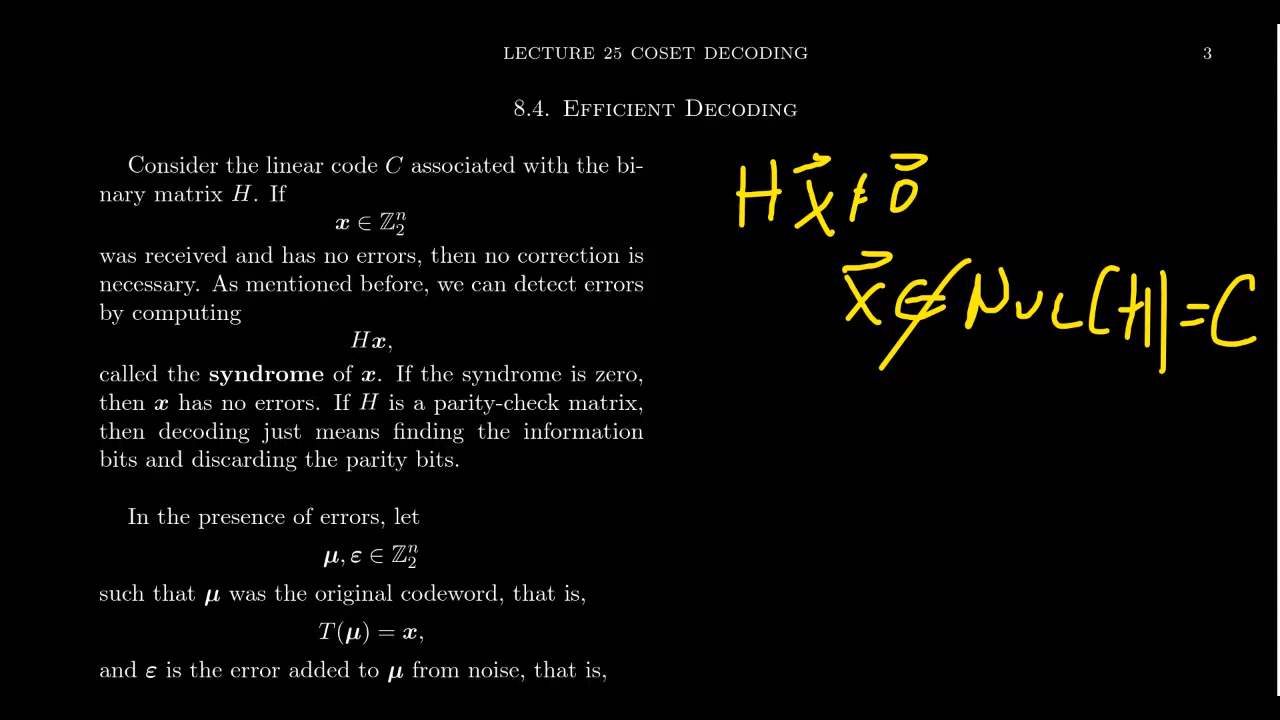 LECTURE 25 COSET DECODING 3
8.4. EFFICIENT DECODING
Consider the linear code C associated with the bi-
nary matrix H. If
x ∈ ℤ₂ⁿ
was received and has no errors, then no correction is
necessary. As mentioned before, we can detect errors
by computing
Hx,
called the syndrome of x. If the syndrome is zero,
then x has no errors. If H is a parity-check matrix,
then decoding just means finding the information
bits and discarding the parity bits.
In the presence of errors, let
μ, ε ∈ ℤ₂ⁿ
such that μ was the original codeword, that is,
T(μ) = x,
and ε is the error added to μ from noise, that is,
Hx⃗ ≠ 0⃗
x⃗ ∉ NUL(H) = C